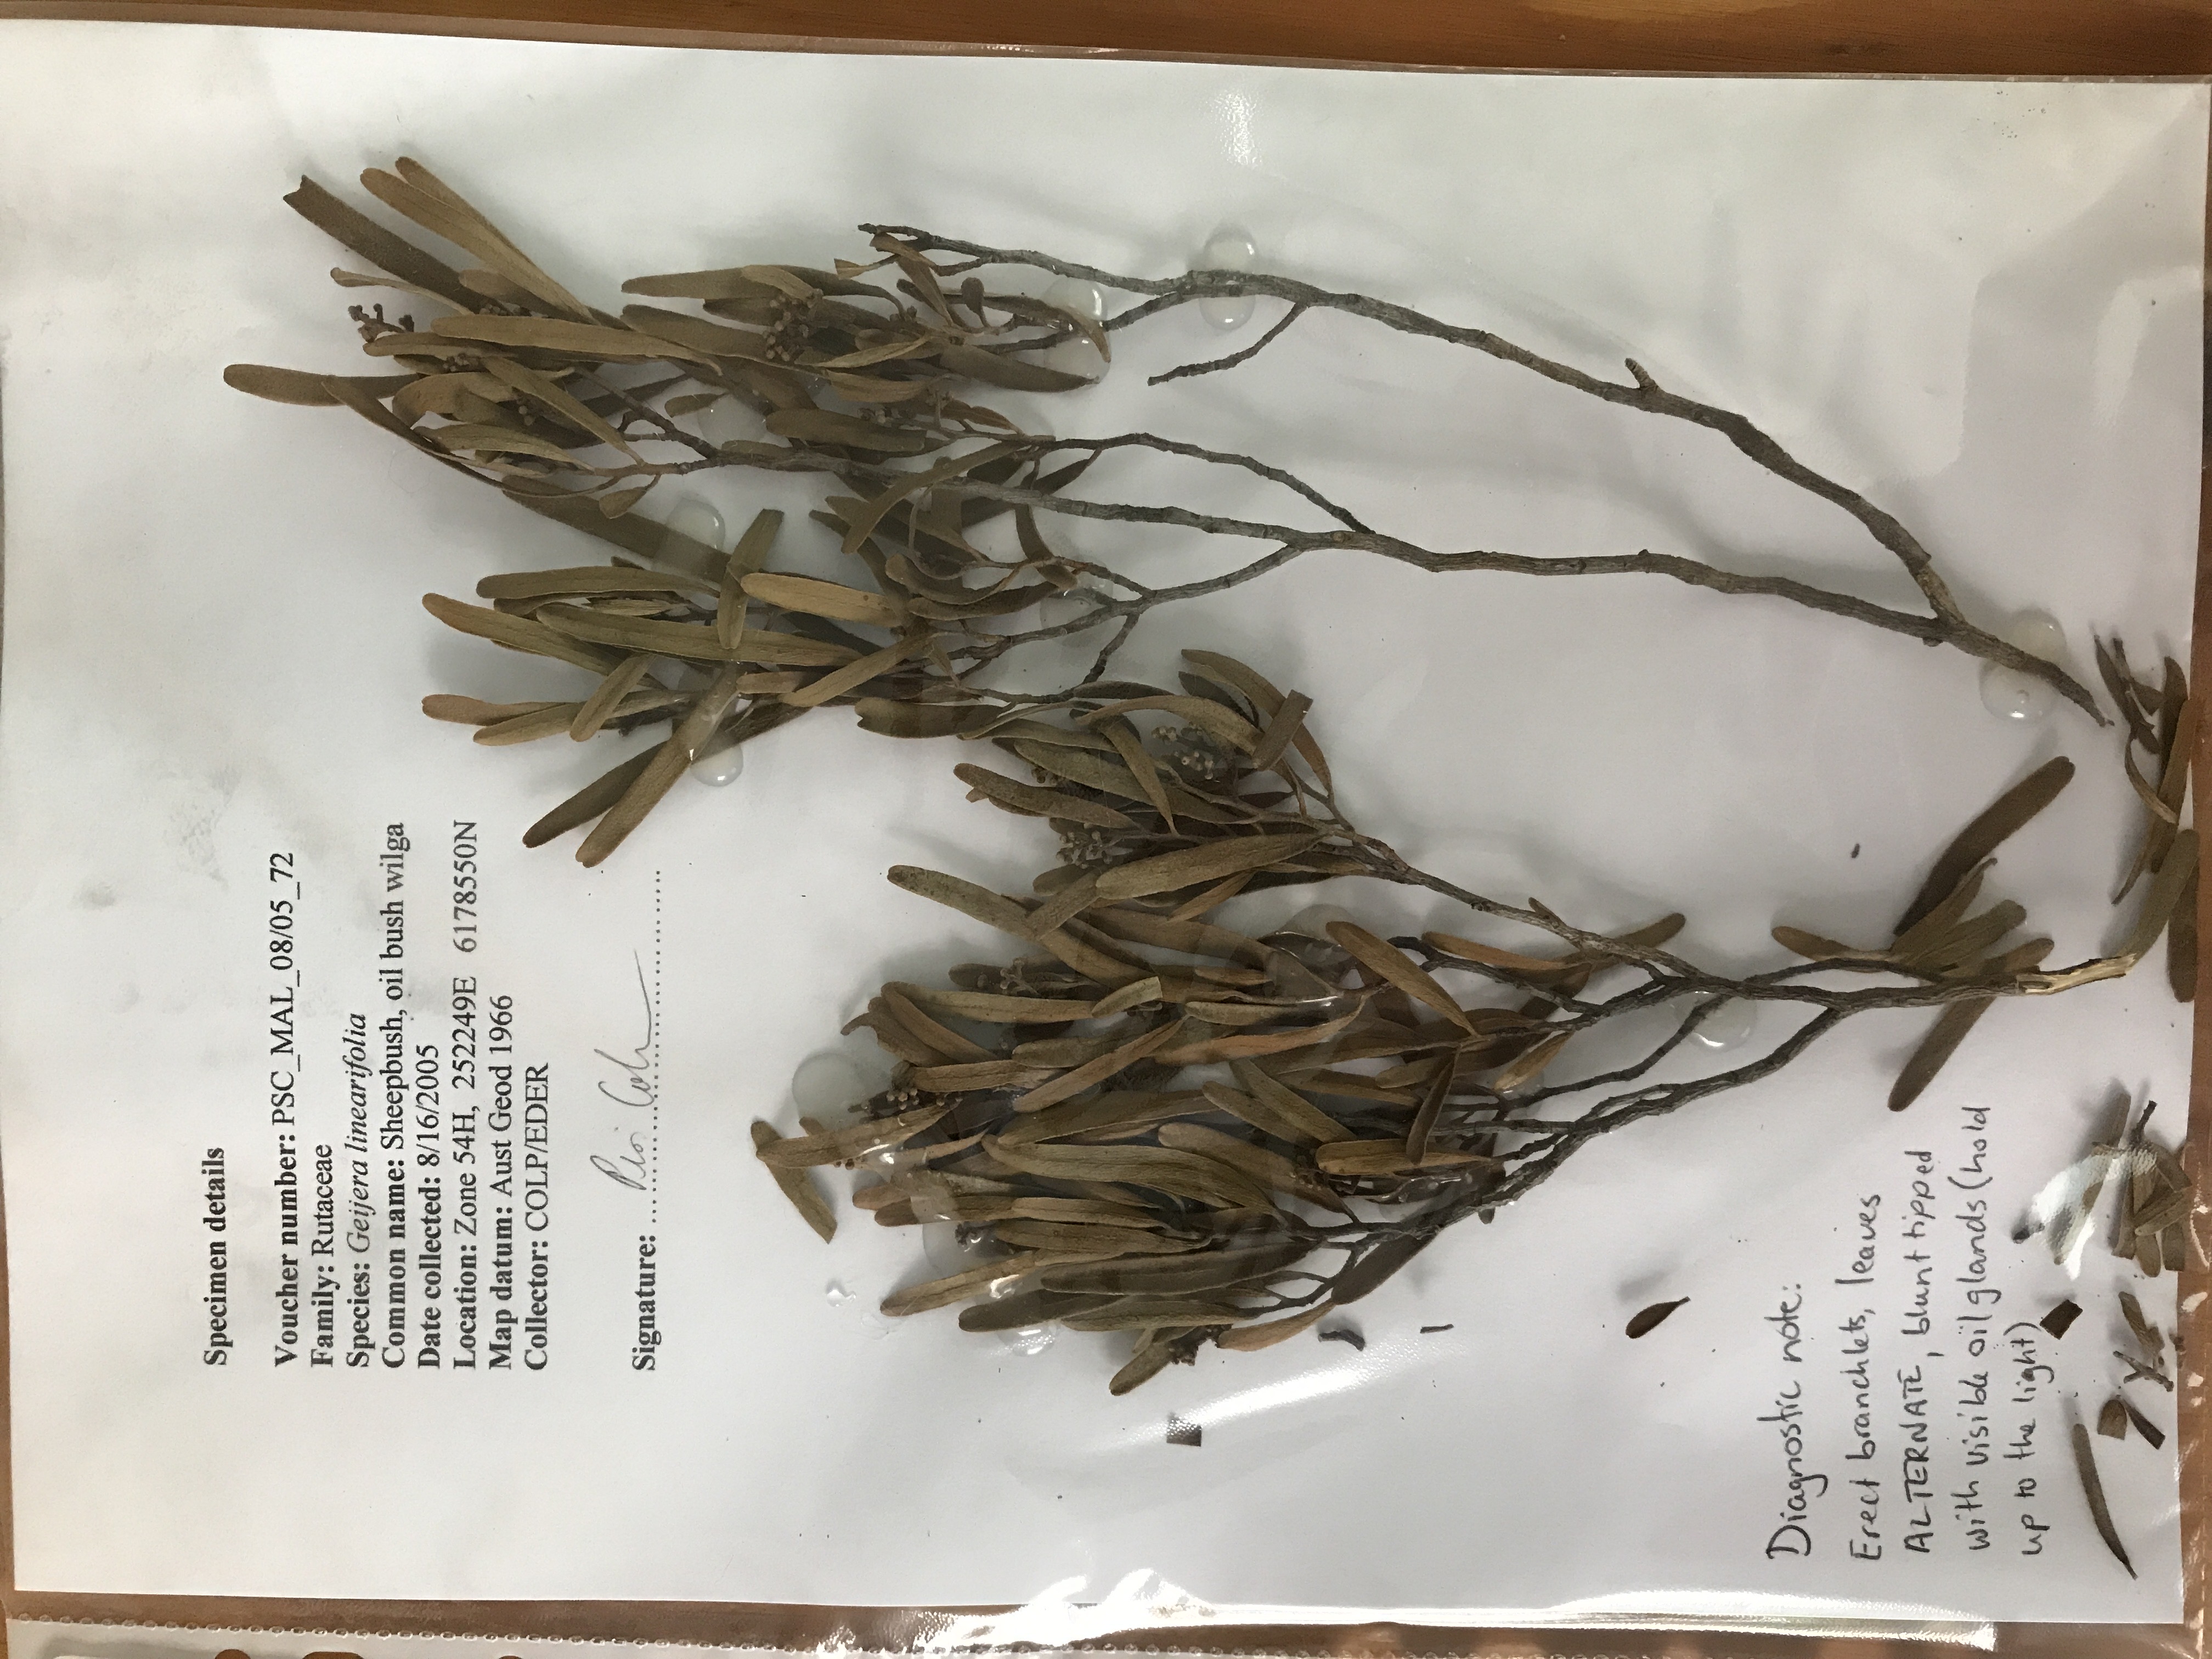 Specimen details
Voucher number: PSC_MAL_08/05_72
Family: Rutaceae
Species: Geijera linearifolia
Common name: Sheepbush, oil bush wilga
Date collected: 8/16/2005
Location: Zone 54H, 252249E 6178550N
Map datum: Aust Geod 1966
Collector: COLP/EDER
Signature:
Diagnostic note:
Erect branchlets, leaves
ALTERNATE, blunt tipped
with visible oil glands (hold
up to the light)